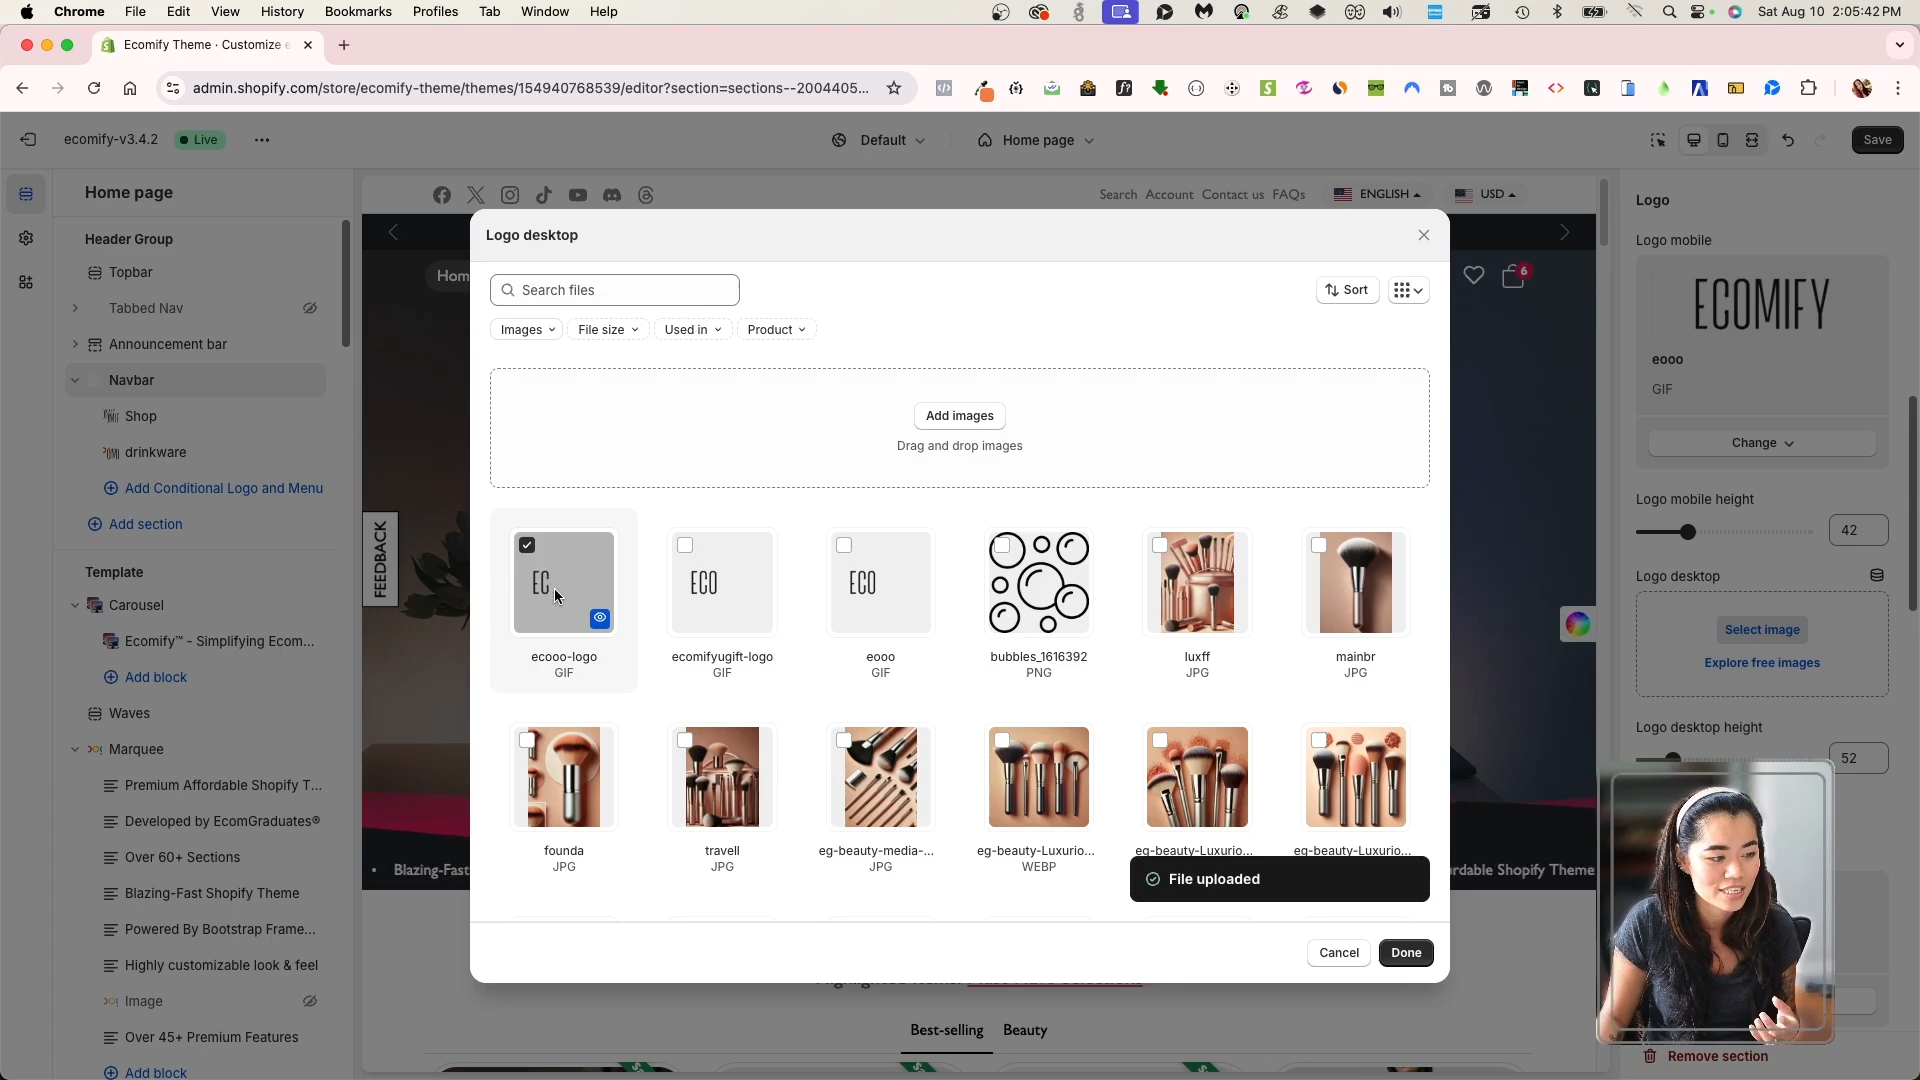 Chrome File Edit View History Bookmarks Profiles Tab Window Help Sat Aug 10 2:05:42 PM
Ecomify Theme · Customize e
admin.shopify.com/store/ecomify-theme/themes/154940768539/editor?section=sections--2004405...
ecomify-v3.4.2 Live Default Home page Save
Home page
Header Group
Topbar
Tabbed Nav
Announcement bar
Navbar
Shop
drinkware
Add Conditional Logo and Menu
Add section
Template
Carousel
Ecomify™ - Simplifying Ecom...
Add block
Waves
Marquee
Premium Affordable Shopify T...
Developed by EcomGraduates®
Over 60+ Sections
Blazing-Fast Shopify Theme
Powered By Bootstrap Frame...
Highly customizable look & feel
Image
Over 45+ Premium Features
Add block
Search Account Contact us FAQs ENGLISH USD
Hom
6
FEEDBACK
Logo desktop
Search files
Sort
Images File size Used in Product
Add images
Drag and drop images
EC
ECO
ECO
ecooo-logo ecomifyugift-logo eooo bubbles_1616392 luxff mainbr
GIF GIF GIF PNG JPG JPG
founda travell eg-beauty-media-... eg-beauty-Luxurio... eg-beauty-Luxurio... eg-beauty-Luxurio...
JPG JPG JPG WEBP
File uploaded
Cancel Done
• Blazing-Fast
rdable Shopify Theme
Best-selling Beauty
Logo
Logo mobile
ECOMIFY
eooo
GIF
Change
Logo mobile height
42
Logo desktop
Select image
Explore free images
Logo desktop height
58
Remove section